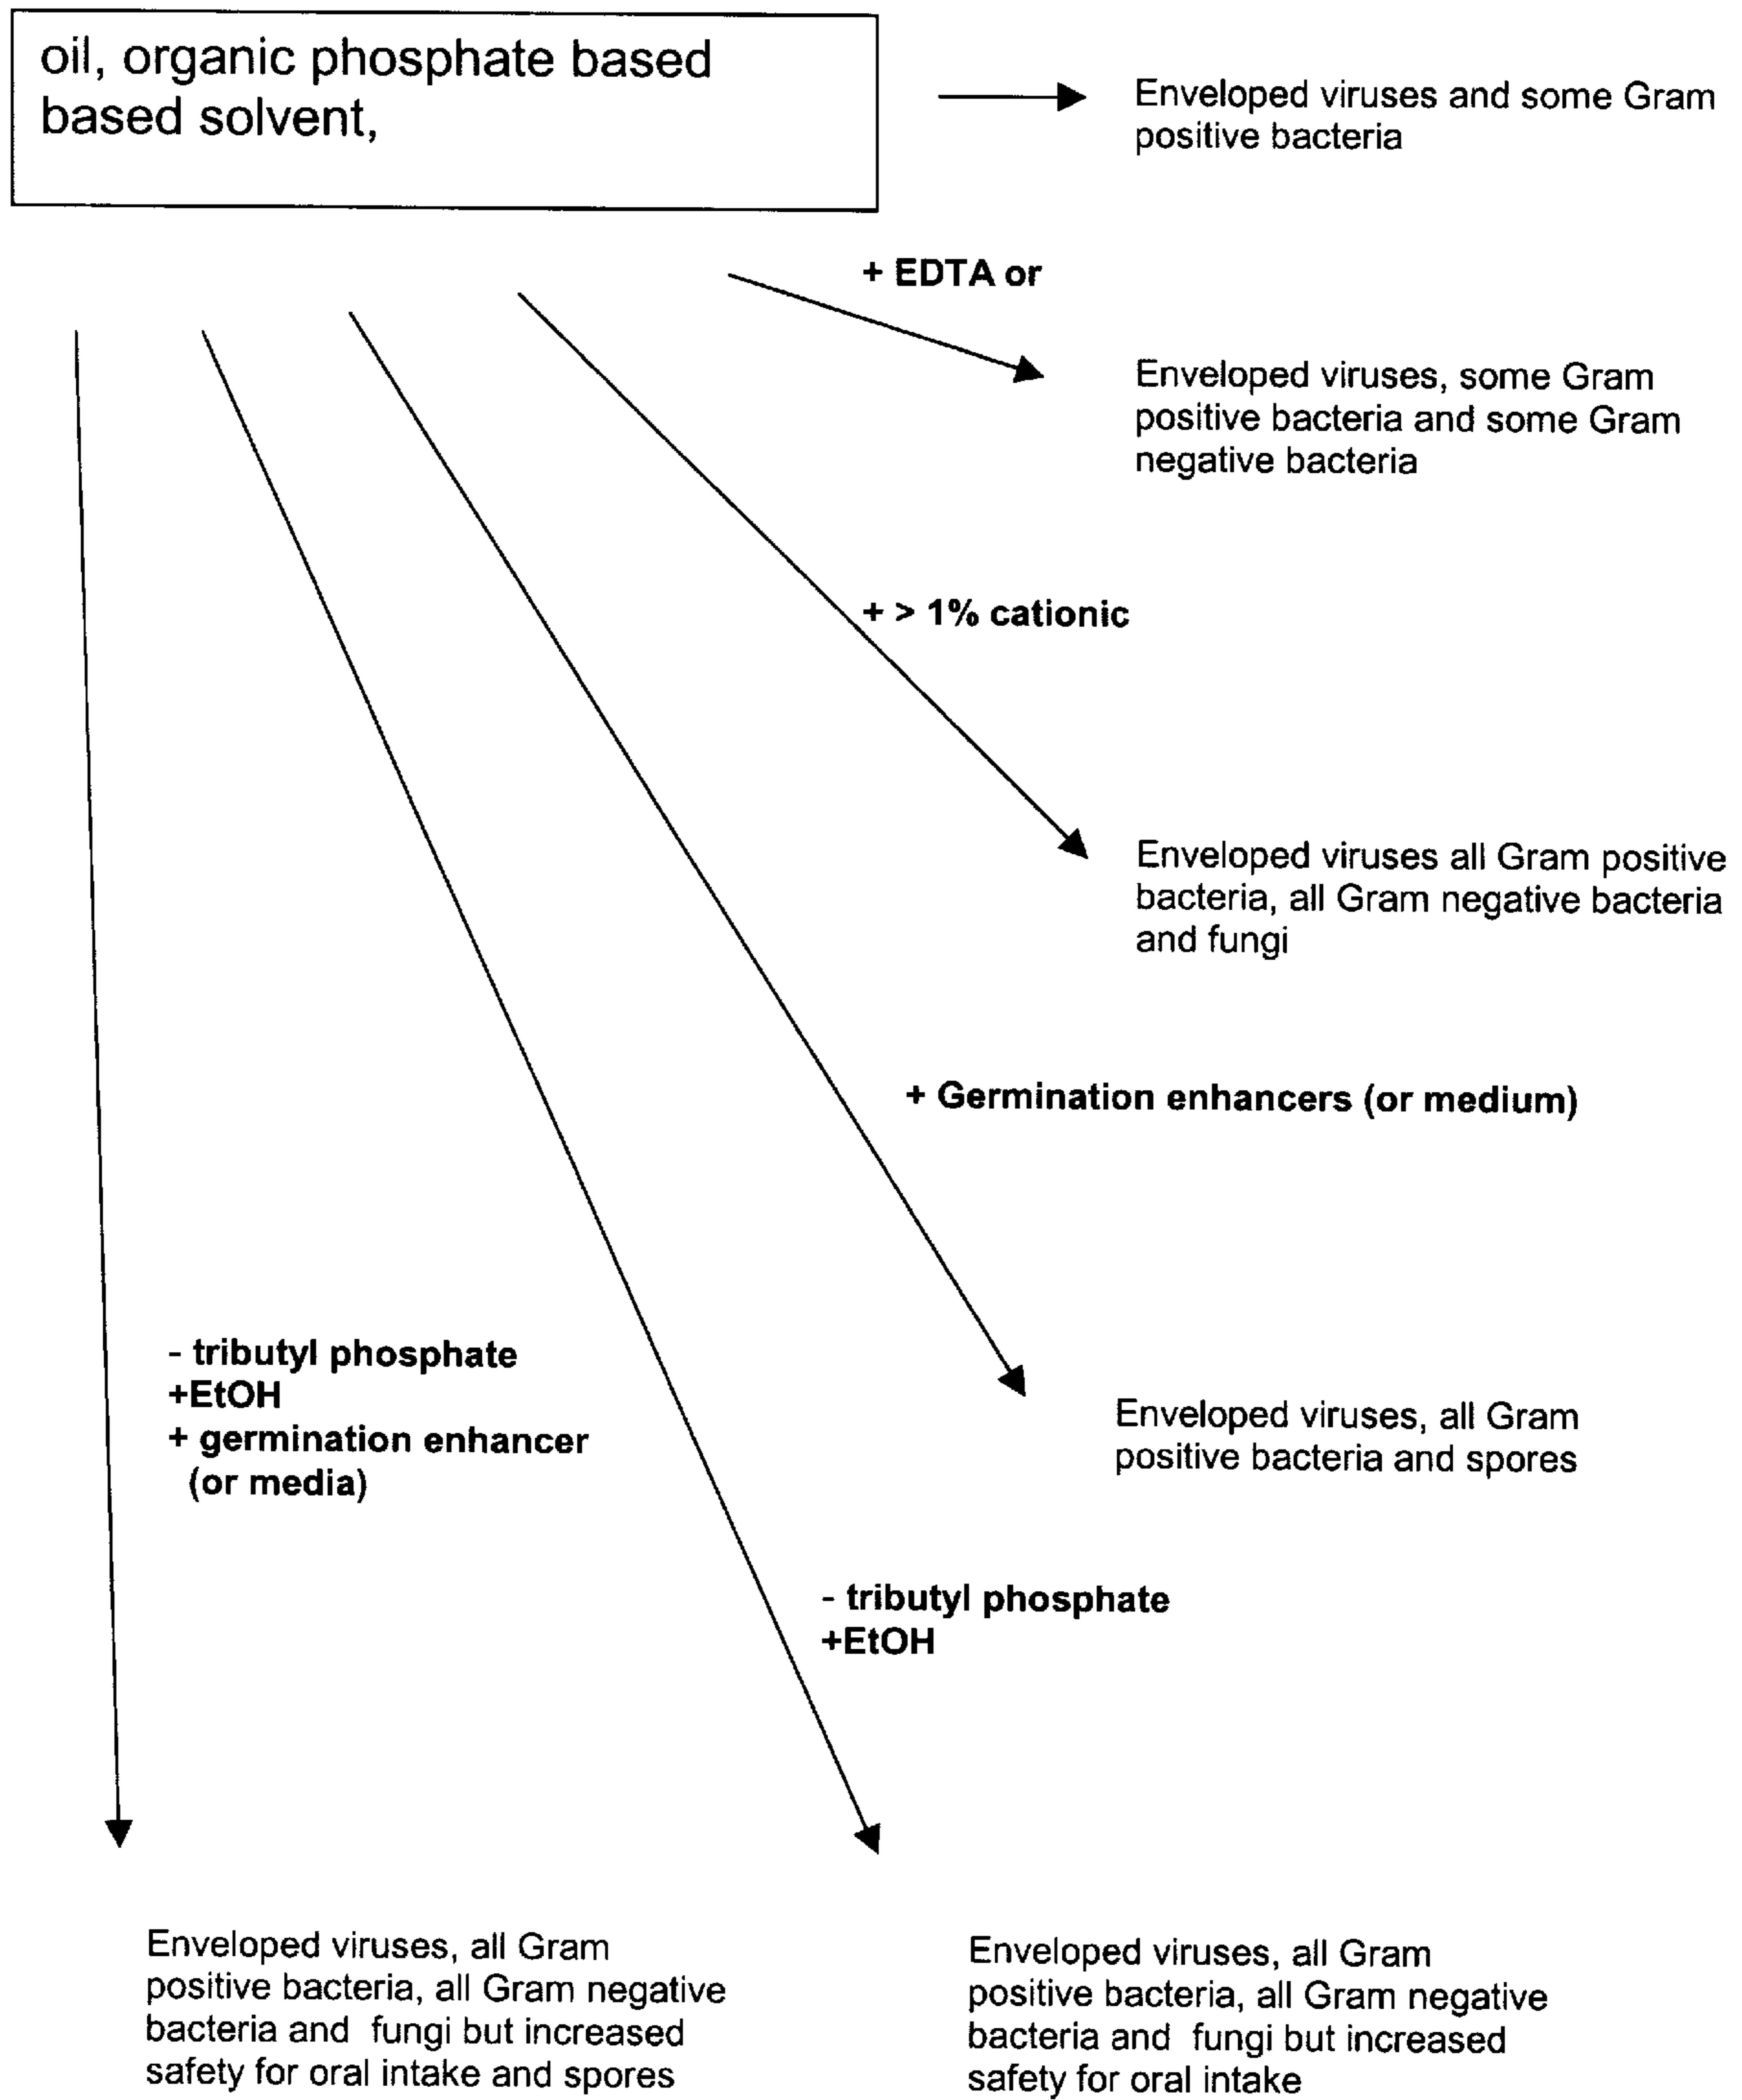 oil, organic phosphate based
based solvent,
Enveloped viruses and some Gram
positive bacteria
+ EDTA or
Enveloped viruses, some Gram
positive bacteria and some Gram
negative bacteria
+ > 1% cationic
Enveloped viruses all Gram positive
bacteria, all Gram negative bacteria
and fungi
+ Germination enhancers (or medium)
- tributyl phosphate
+EtOH
+ germination enhancer
(or media)
Enveloped viruses, all Gram
positive bacteria and spores
- tributyl phosphate
+EtOH
Enveloped viruses, all Gram
positive bacteria, all Gram negative
bacteria and fungi but increased
safety for oral intake and spores
Enveloped viruses, all Gram
positive bacteria, all Gram negative
bacteria and fungi but increased
safety for oral intake